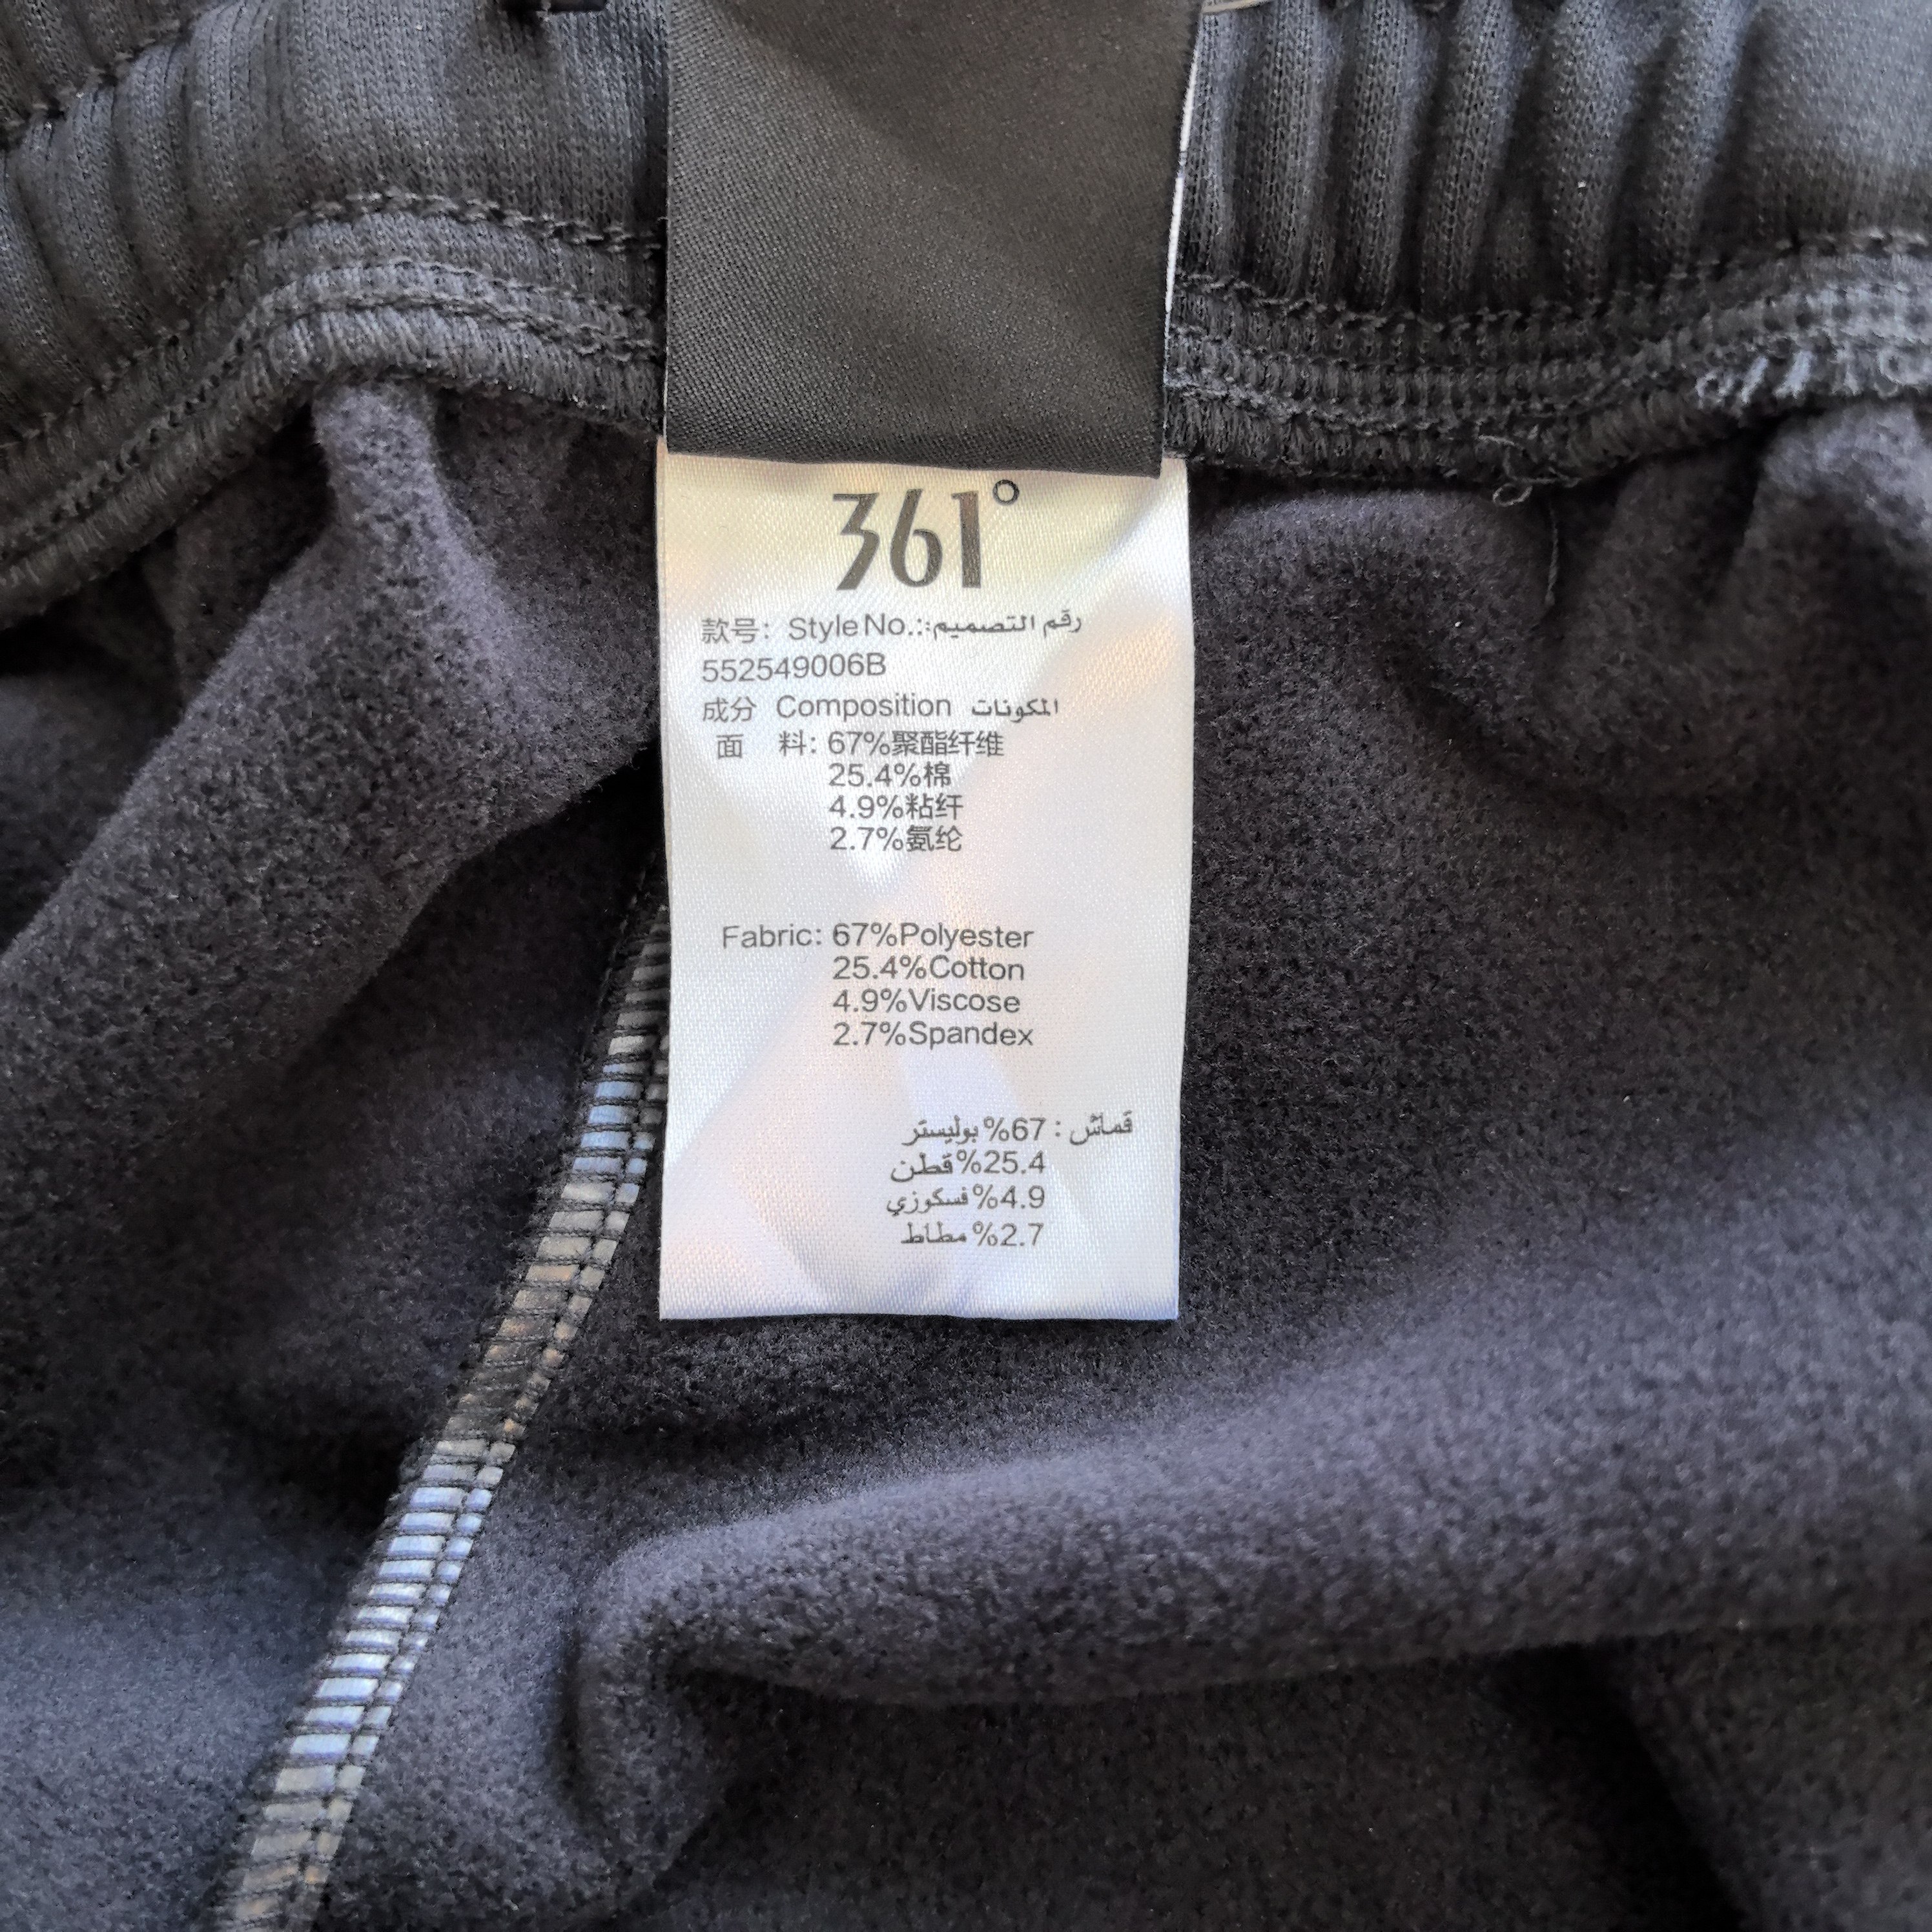 361°
款号: Style No.: رقم التصميم:
552549006B
成分 Composition المكونات
面 料: 67%聚酯纤维
25.4%棉
4.9%粘纤
2.7%氨纶
Fabric: 67%Polyester
25.4%Cotton
4.9%Viscose
2.7%Spandex
قماش : 67% بوليستر
25.4% قطن
4.9% فسكوزي
2.7% مطاط